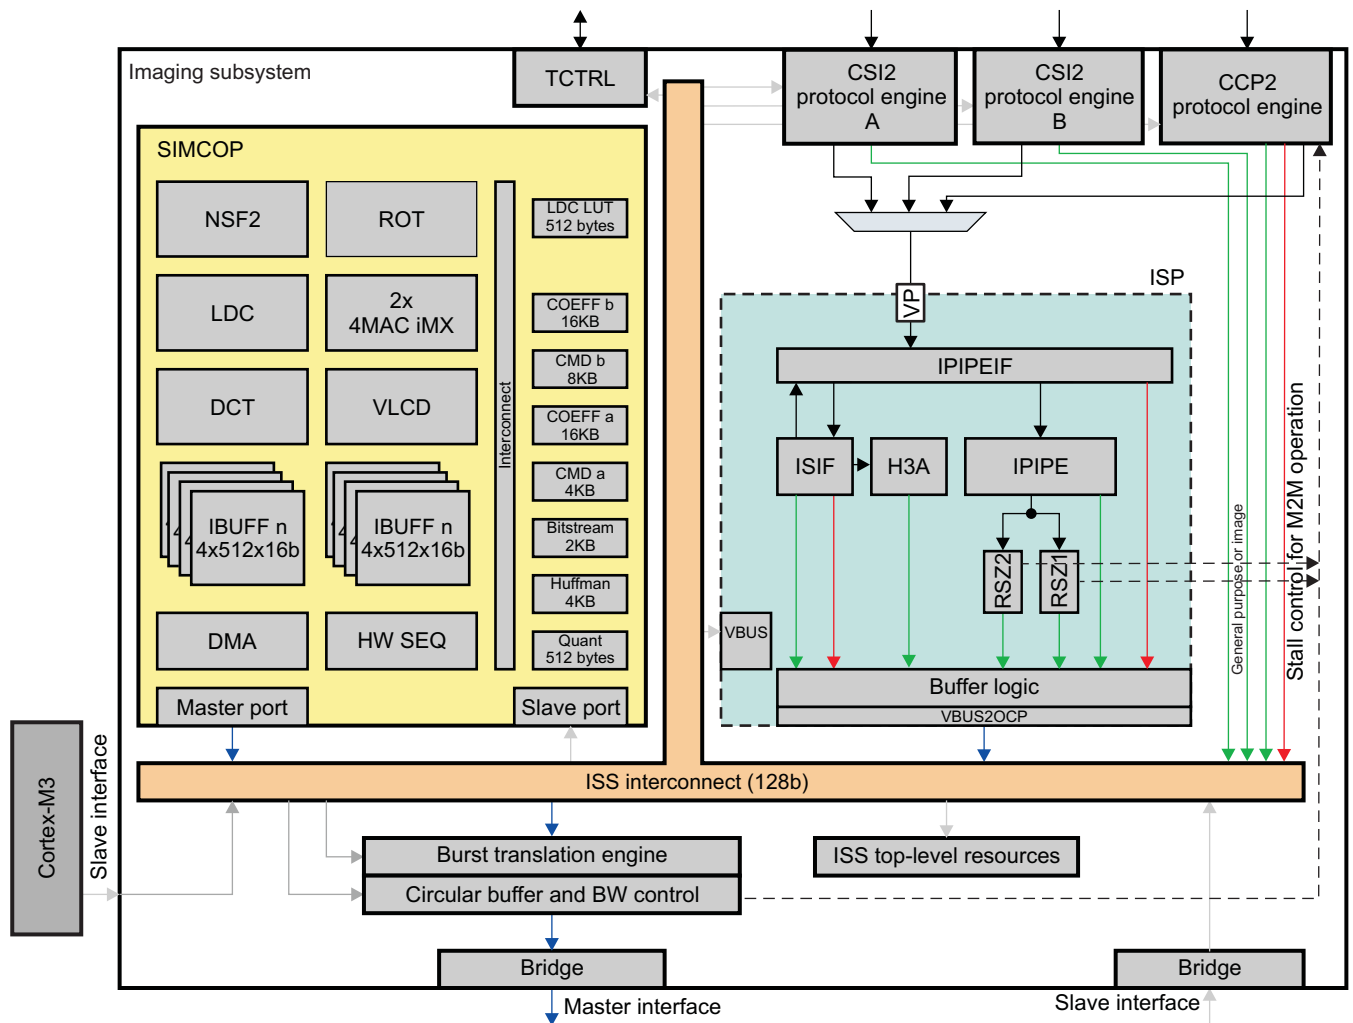 Imaging subsystem
TCTRL
CSI2
protocol engine
A
CSI2
protocol engine
B
CCP2
protocol engine
SIMCOP
NSF2
ROT
LDC LUT
512 bytes
LDC
2x
4MAC iMX
COEFF b
16KB
CMD b
8KB
DCT
VLCD
Interconnect
COEFF a
16KB
CMD a
4KB
4
4
IBUFF n
4x512x16b
IBUFF n
4x512x16b
Bitstream
2KB
Huffman
4KB
DMA
HW SEQ
Quant
512 bytes
Master port
Slave port
ISP
VP
IPIPEIF
ISIF
H3A
IPIPE
RSZ2
RSZ1
VBUS
Buffer logic
VBUS2OCP
General purpose or image
Stall control for M2M operation
Cortex-M3
Slave interface
ISS interconnect (128b)
Burst translation engine
Circular buffer and BW control
ISS top-level resources
Bridge
Bridge
Master interface
Slave interface